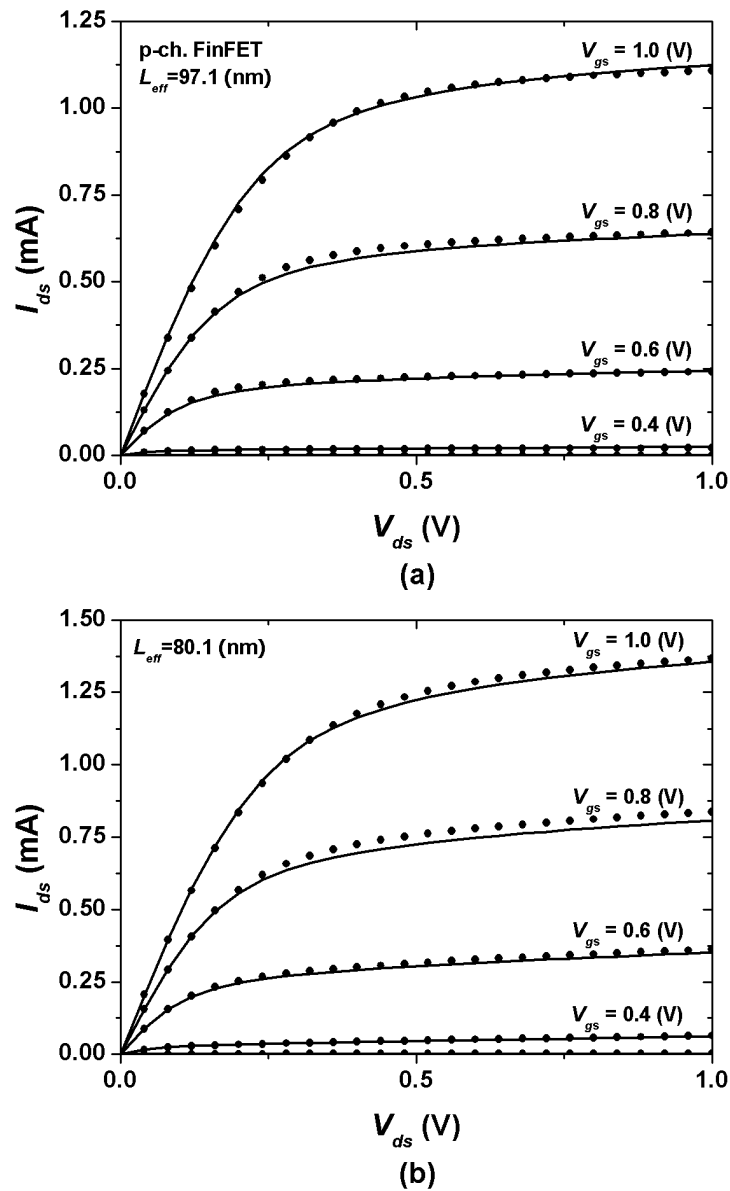 p-ch. FinFET
L_eff=97.1 (nm)
V_gs = 1.0 (V)
V_gs = 0.8 (V)
V_gs = 0.6 (V)
V_gs = 0.4 (V)
1.25
1.00
0.75
0.50
0.25
0.00
I_ds (mA)
0.0
0.5
1.0
V_ds (V)
(a)
L_eff=80.1 (nm)
V_gs = 1.0 (V)
V_gs = 0.8 (V)
V_gs = 0.6 (V)
V_gs = 0.4 (V)
1.50
1.25
1.00
0.75
0.50
0.25
0.00
I_ds (mA)
0.0
0.5
1.0
V_ds (V)
(b)